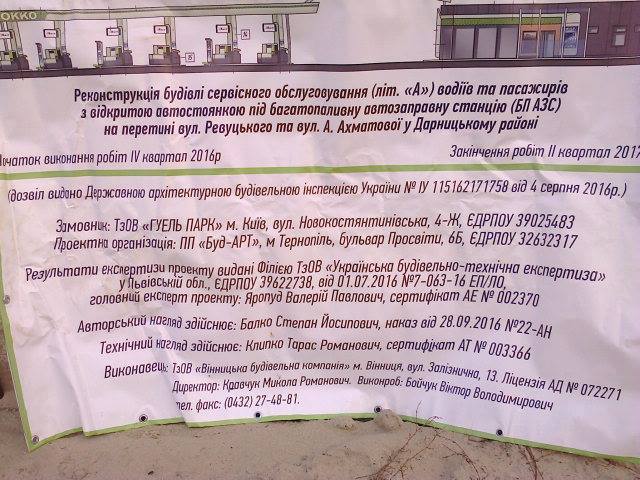 ОККО
Реконструкція будівлі сервісного обслуговування (літ. «А») водіїв та пасажирів
з відкритою автостоянкою під багатопаливну автозаправну станцію (БП АЗС)
на перетині вул. Ревуцького та вул. А. Ахматової у Дарницькому районі
Початок виконання робіт IV квартал 2016р
Закінчення робіт II квартал 2017
(дозвіл видано Державною архітектурною будівельною інспекцією України № ІУ 115162171758 від 4 серпня 2016р.)
Замовник: ТзОВ «ГУЕЛЬ ПАРК» м. Київ, вул. Новокостянтинівська, 4-Ж, ЄДРПОУ 39025483
Проектна організація: ПП «Буд-АРТ», м Тернопіль, бульвар Просвіти, 6Б, ЄДРПОУ 32632317
Результати експертизи проекту видані Філією ТзОВ «Українська будівельно-технічна експертиза»
у Львівській обл., ЄДРПОУ 39622738, від 01.07.2016 №7-063-16 ЕП/ЛО,
головний експерт проекту: Яропуд Валерій Павлович, сертифікат АЕ № 002370
Авторський нагляд здійснює: Балко Степан Йосипович, наказ від 28.09.2016 №22-АН
Технічний нагляд здійснює: Клипко Тарас Романович, сертифікат АТ № 003366
Виконавець: ТзОВ «Вінницька будівельна компанія» м. Вінниця, вул. Залізнична, 13. Ліцензія АД № 072271
Директор: Кравчук Микола Романович. Виконроб: Бойчук Віктор Володимирович
тел. факс: (0432) 27-48-81.